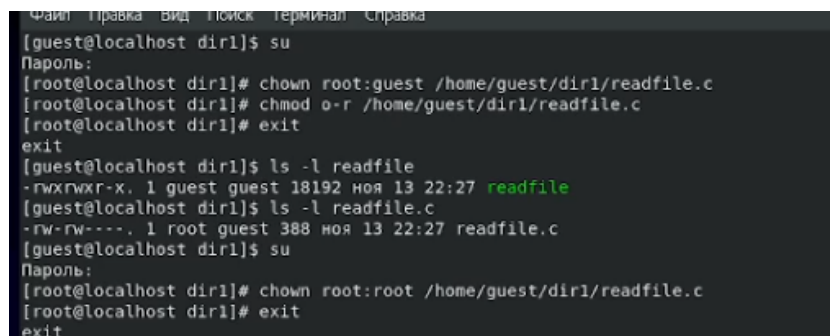 Файл Правка Вид Поиск Терминал Справка
[guest@localhost dir1]$ su
Пароль:
[root@localhost dir1]# chown root:guest /home/guest/dir1/readfile.c
[root@localhost dir1]# chmod o-r /home/guest/dir1/readfile.c
[root@localhost dir1]# exit
exit
[guest@localhost dir1]$ ls -l readfile
-rwxrwxr-x. 1 guest guest 18192 ноя 13 22:27 readfile
[guest@localhost dir1]$ ls -l readfile.c
-rw-rw----. 1 root guest 388 ноя 13 22:27 readfile.c
[guest@localhost dir1]$ su
Пароль:
[root@localhost dir1]# chown root:root /home/guest/dir1/readfile.c
[root@localhost dir1]# exit
exit